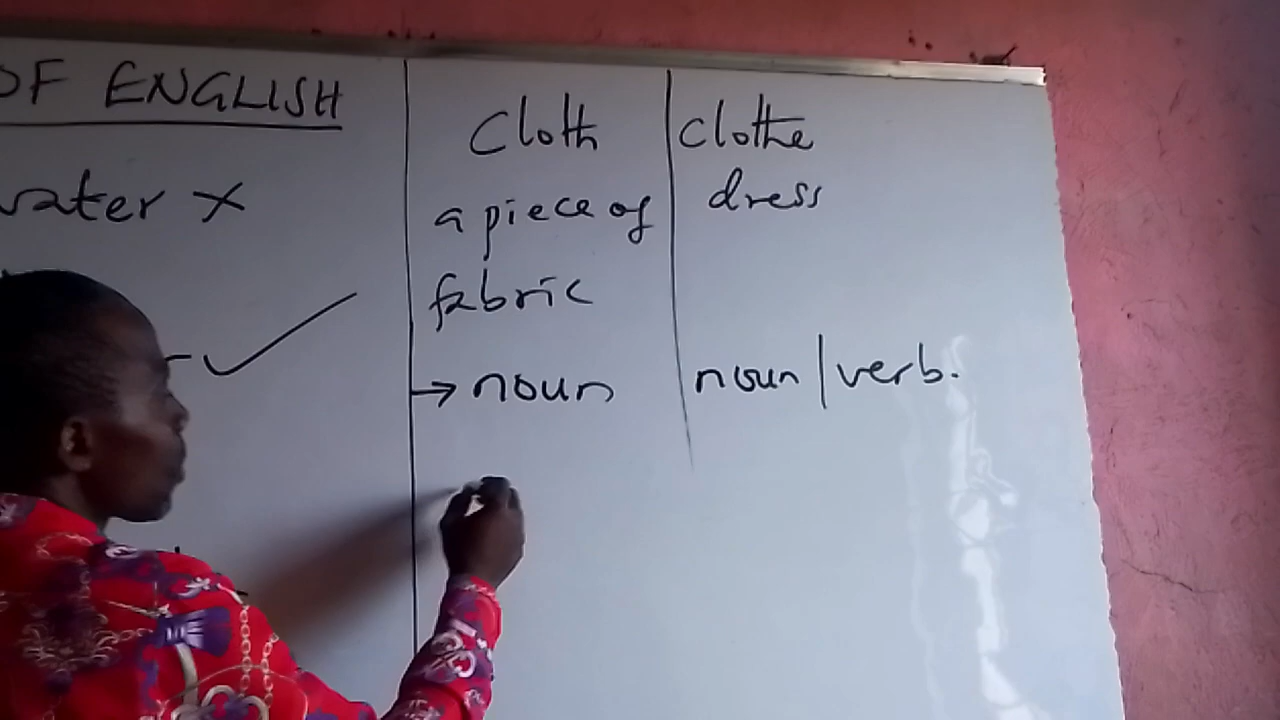 OF ENGLISH
water ×
Cloth
a piece of
fabric
→ noun
clothe
dress
noun/verb.